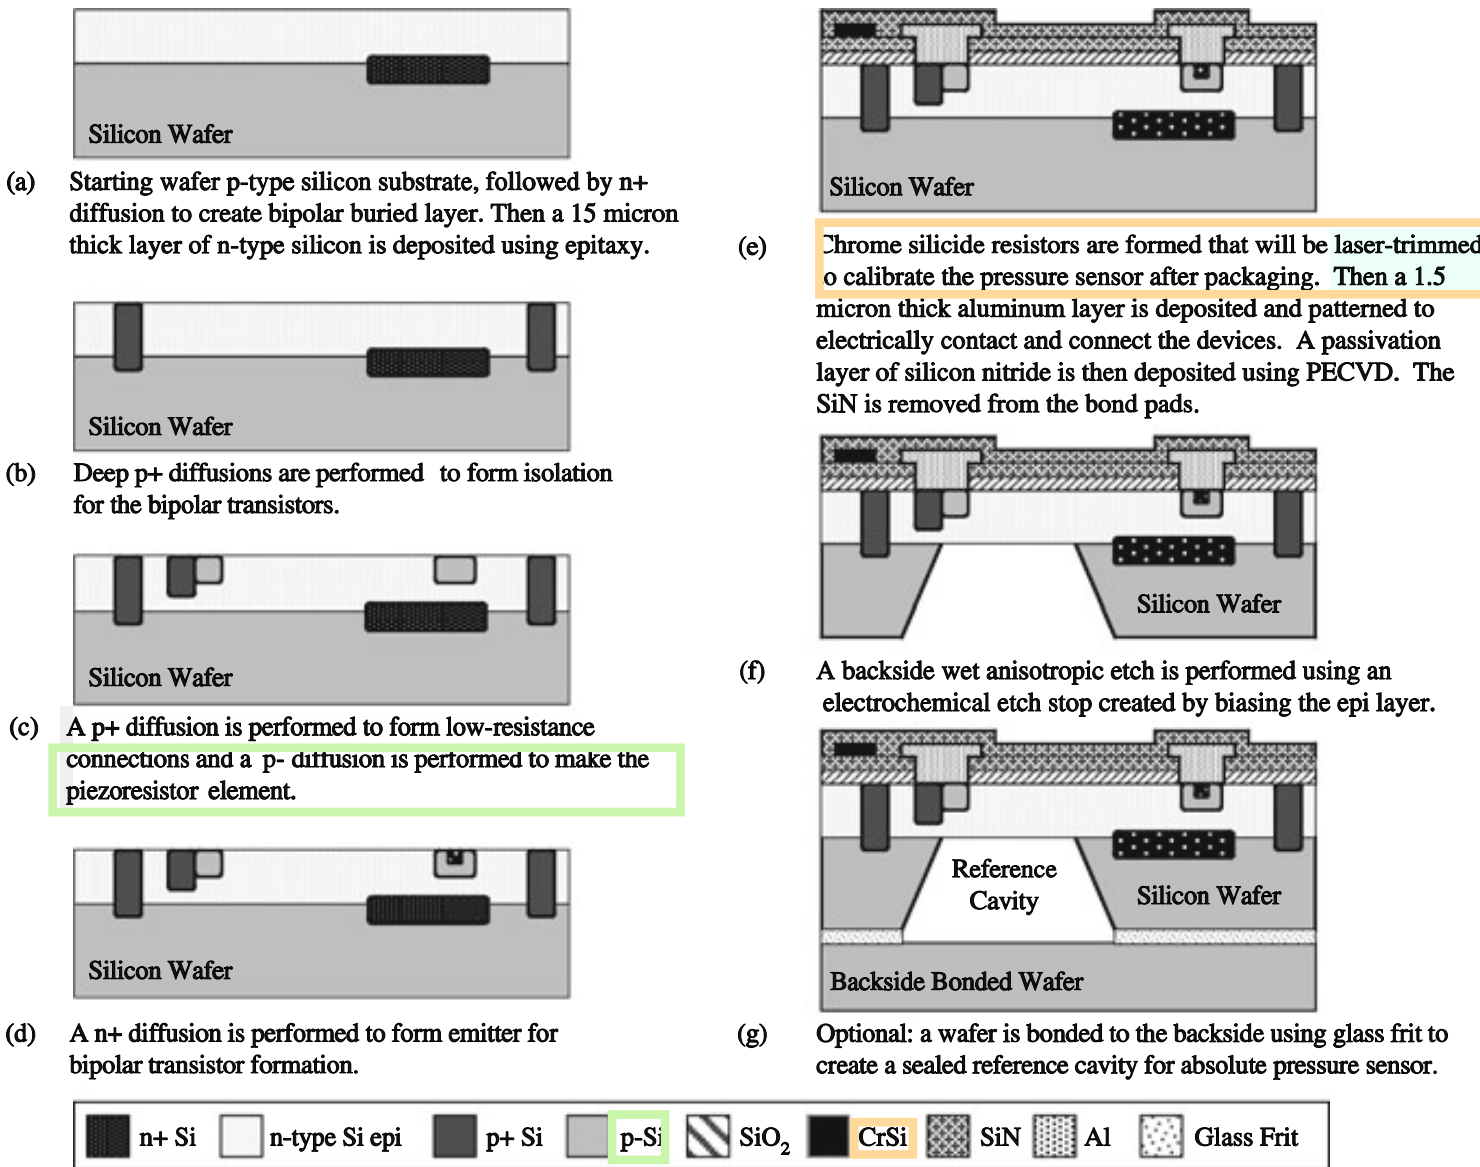 Silicon Wafer
(a) Starting wafer p-type silicon substrate, followed by n+
diffusion to create bipolar buried layer. Then a 15 micron
thick layer of n-type silicon is deposited using epitaxy.
Silicon Wafer
(b) Deep p+ diffusions are performed to form isolation
for the bipolar transistors.
Silicon Wafer
(c) A p+ diffusion is performed to form low-resistance
connections and a p- diffusion is performed to make the
piezoresistor element.
Silicon Wafer
(d) A n+ diffusion is performed to form emitter for
bipolar transistor formation.
Silicon Wafer
(e) Chrome silicide resistors are formed that will be laser-trimmed
to calibrate the pressure sensor after packaging. Then a 1.5
micron thick aluminum layer is deposited and patterned to
electrically contact and connect the devices. A passivation
layer of silicon nitride is then deposited using PECVD. The
SiN is removed from the bond pads.
Silicon Wafer
(f) A backside wet anisotropic etch is performed using an
electrochemical etch stop created by biasing the epi layer.
Reference
Cavity
Silicon Wafer
Backside Bonded Wafer
(g) Optional: a wafer is bonded to the backside using glass frit to
create a sealed reference cavity for absolute pressure sensor.
n+ Si n-type Si epi p+ Si p-Si SiO2 CrSi SiN Al Glass Frit